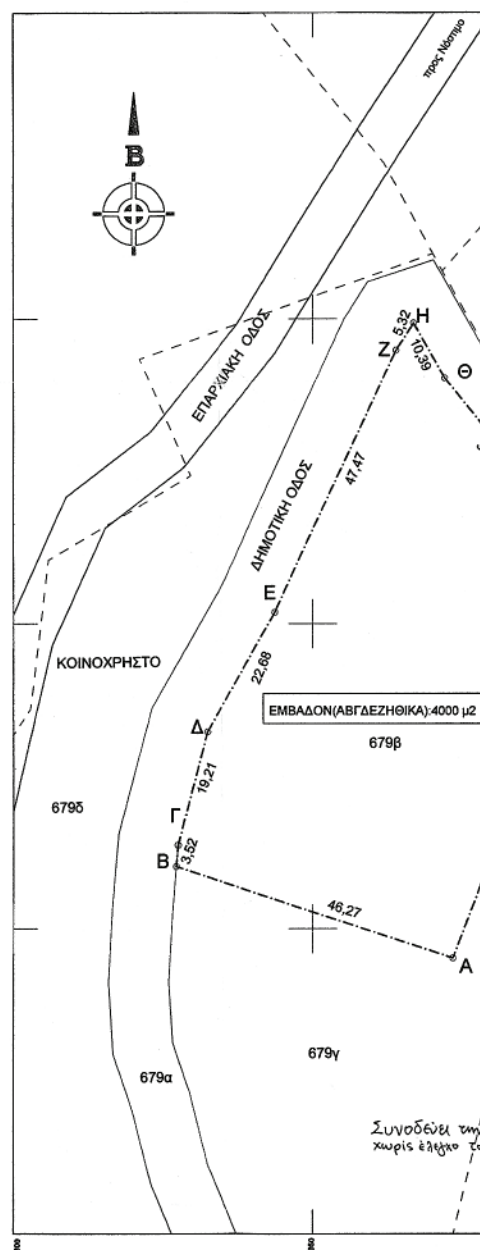 προς Νόστιμο
Β
ΕΠΑΡΧΙΑΚΗ ΟΔΟΣ
5,32
Η
Ζ
10,39
Θ
47,47
ΔΗΜΟΤΙΚΗ ΟΔΟΣ
Ε
ΚΟΙΝΟΧΡΗΣΤΟ
22,68
ΕΜΒΑΔΟΝ(ΑΒΓΔΕΖΗΘΙΚΑ):4000 μ2
Δ
679β
19,21
679δ
Γ
3,52
Β
46,27
Α
679γ
679α
Συνοδεύει την
χωρίς έλεγχο